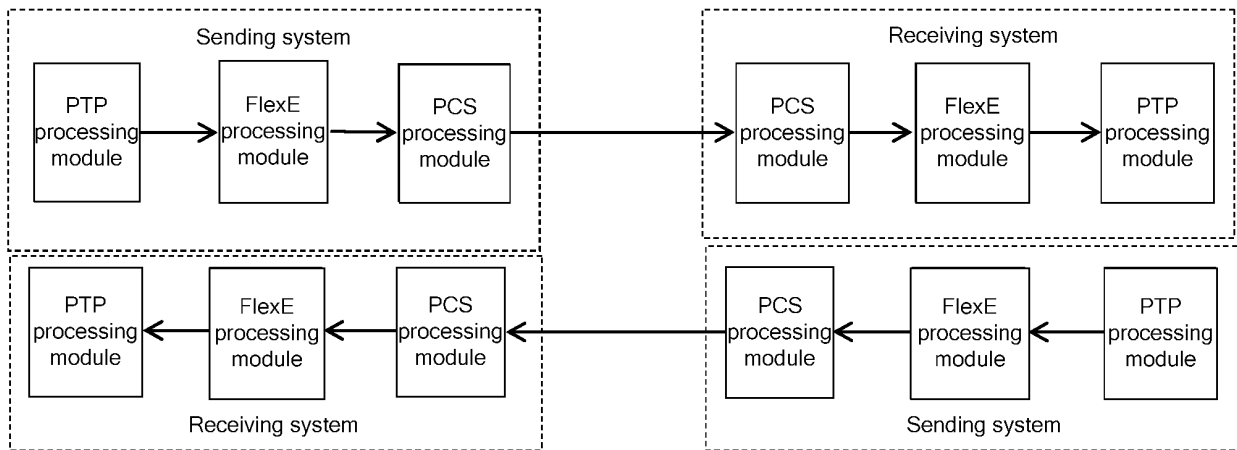 Sending system
PTP
processing
module
FlexE
processing
module
PCS
processing
module
Receiving system
PCS
processing
module
FlexE
processing
module
PTP
processing
module
PTP
processing
module
FlexE
processing
module
PCS
processing
module
Receiving system
PCS
processing
module
FlexE
processing
module
PTP
processing
module
Sending system